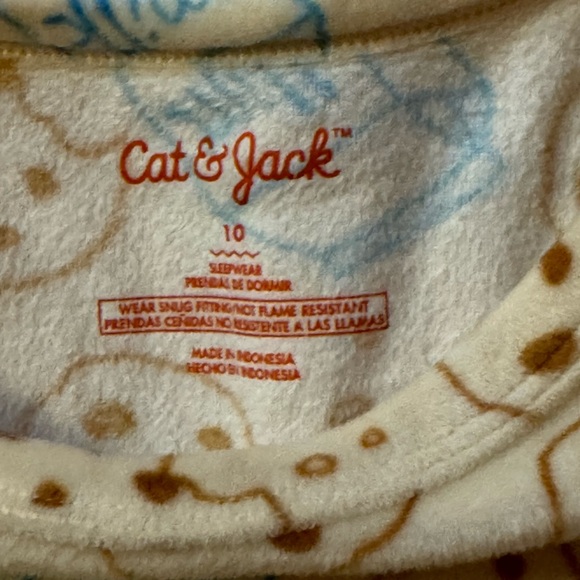 Cat & Jack™
10
SLEEPWEAR
PRENDAS DE DORMIR
WEAR SNUG FITTING/NOT FLAME RESISTANT
PRENDAS CEÑIDAS NO RESISTENTE A LAS LLAMAS
MADE IN INDONESIA
HECHO EN INDONESIA